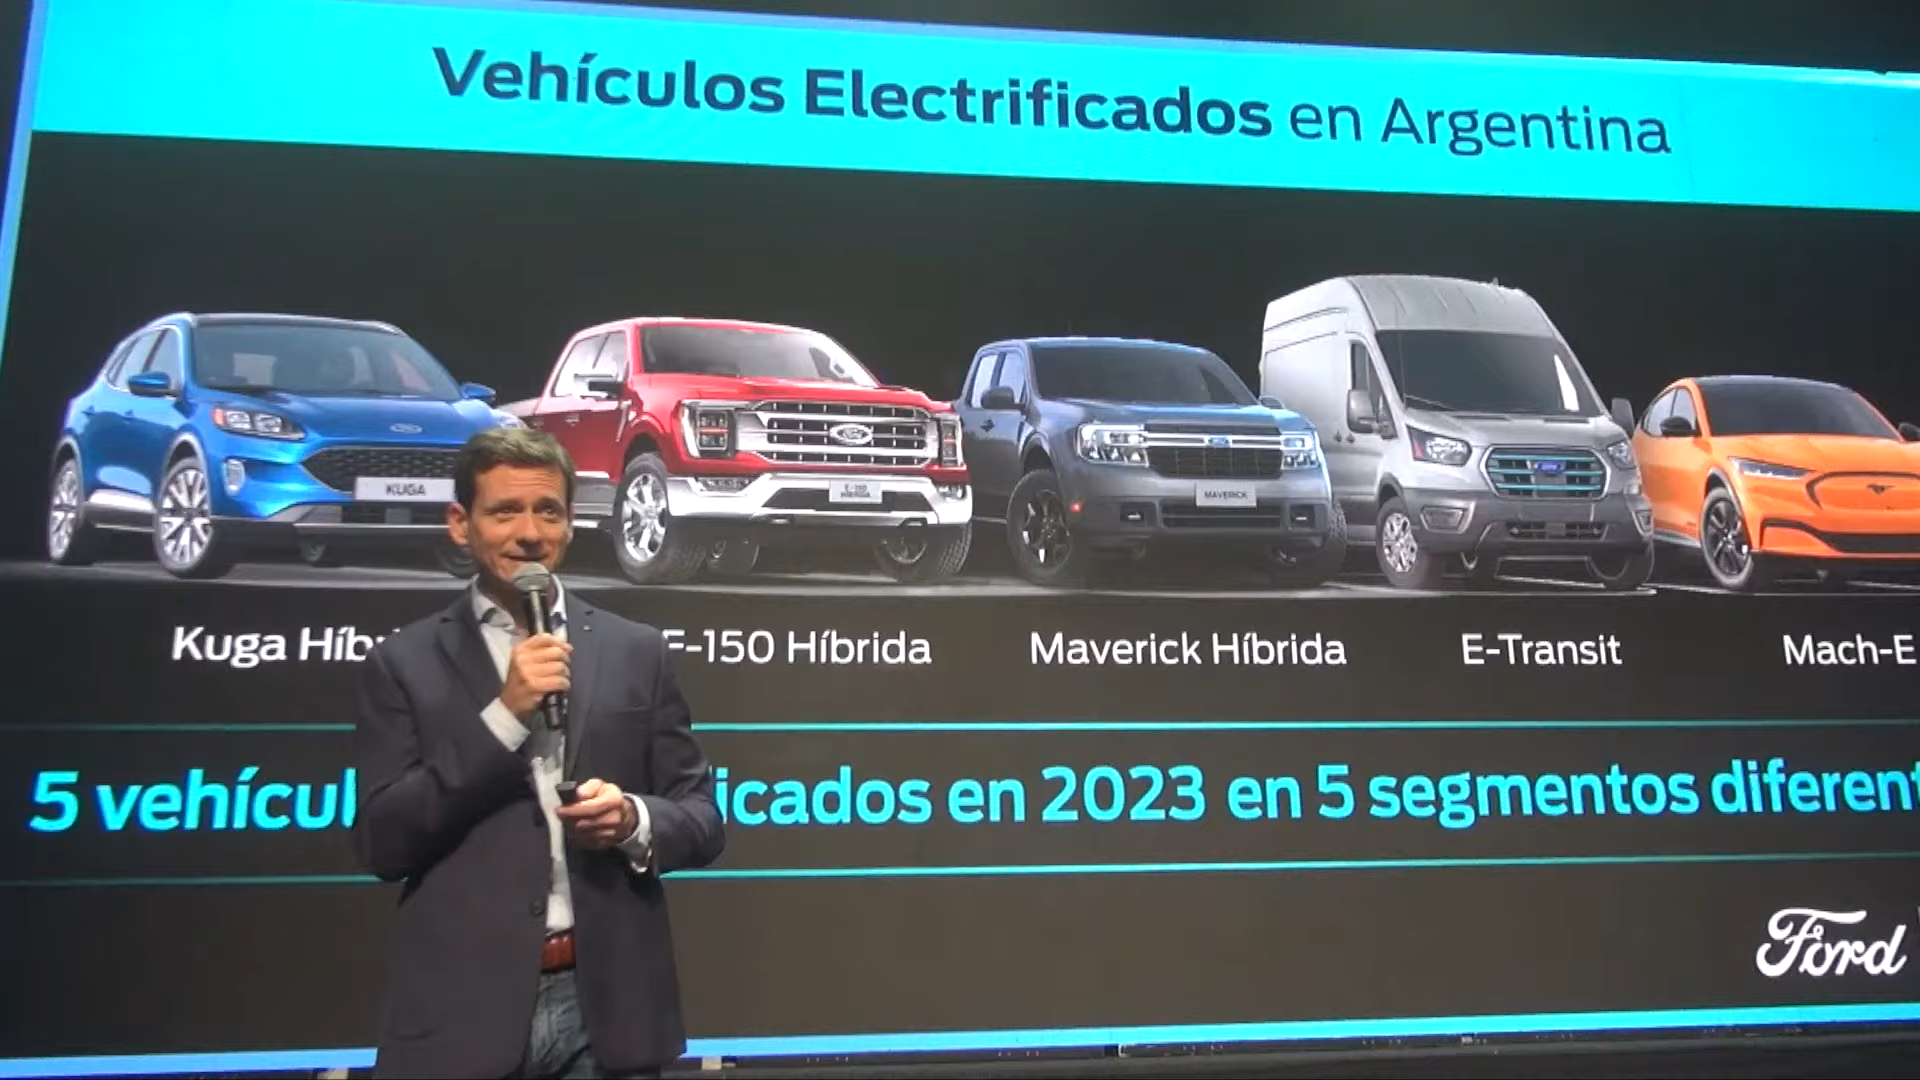 Vehículos Electrificados en Argentina
KUGA
MAVERICK
Kuga Híb
F-150 Híbrida
Maverick Híbrida
E-Transit
Mach-E
5 vehícul icados en 2023 en 5 segmentos diferent
Ford